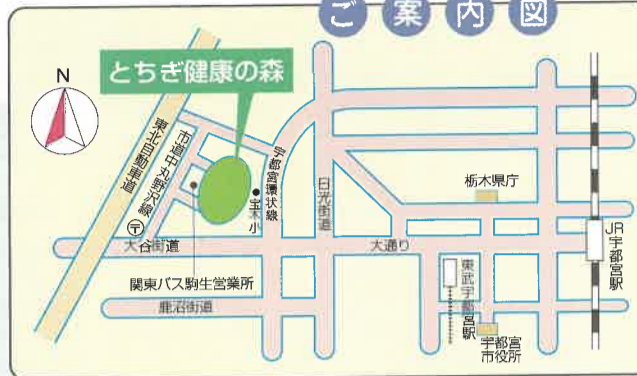 ご案内図
N
とちぎ健康の森
東北自動車道
市道中丸野沢線
宇都宮環状線
宝木小
日光街道
栃木県庁
JR宇都宮駅
〒
大谷街道
大通り
関東バス駒生営業所
鹿沼街道
東武宇都宮駅
宇都宮
市役所